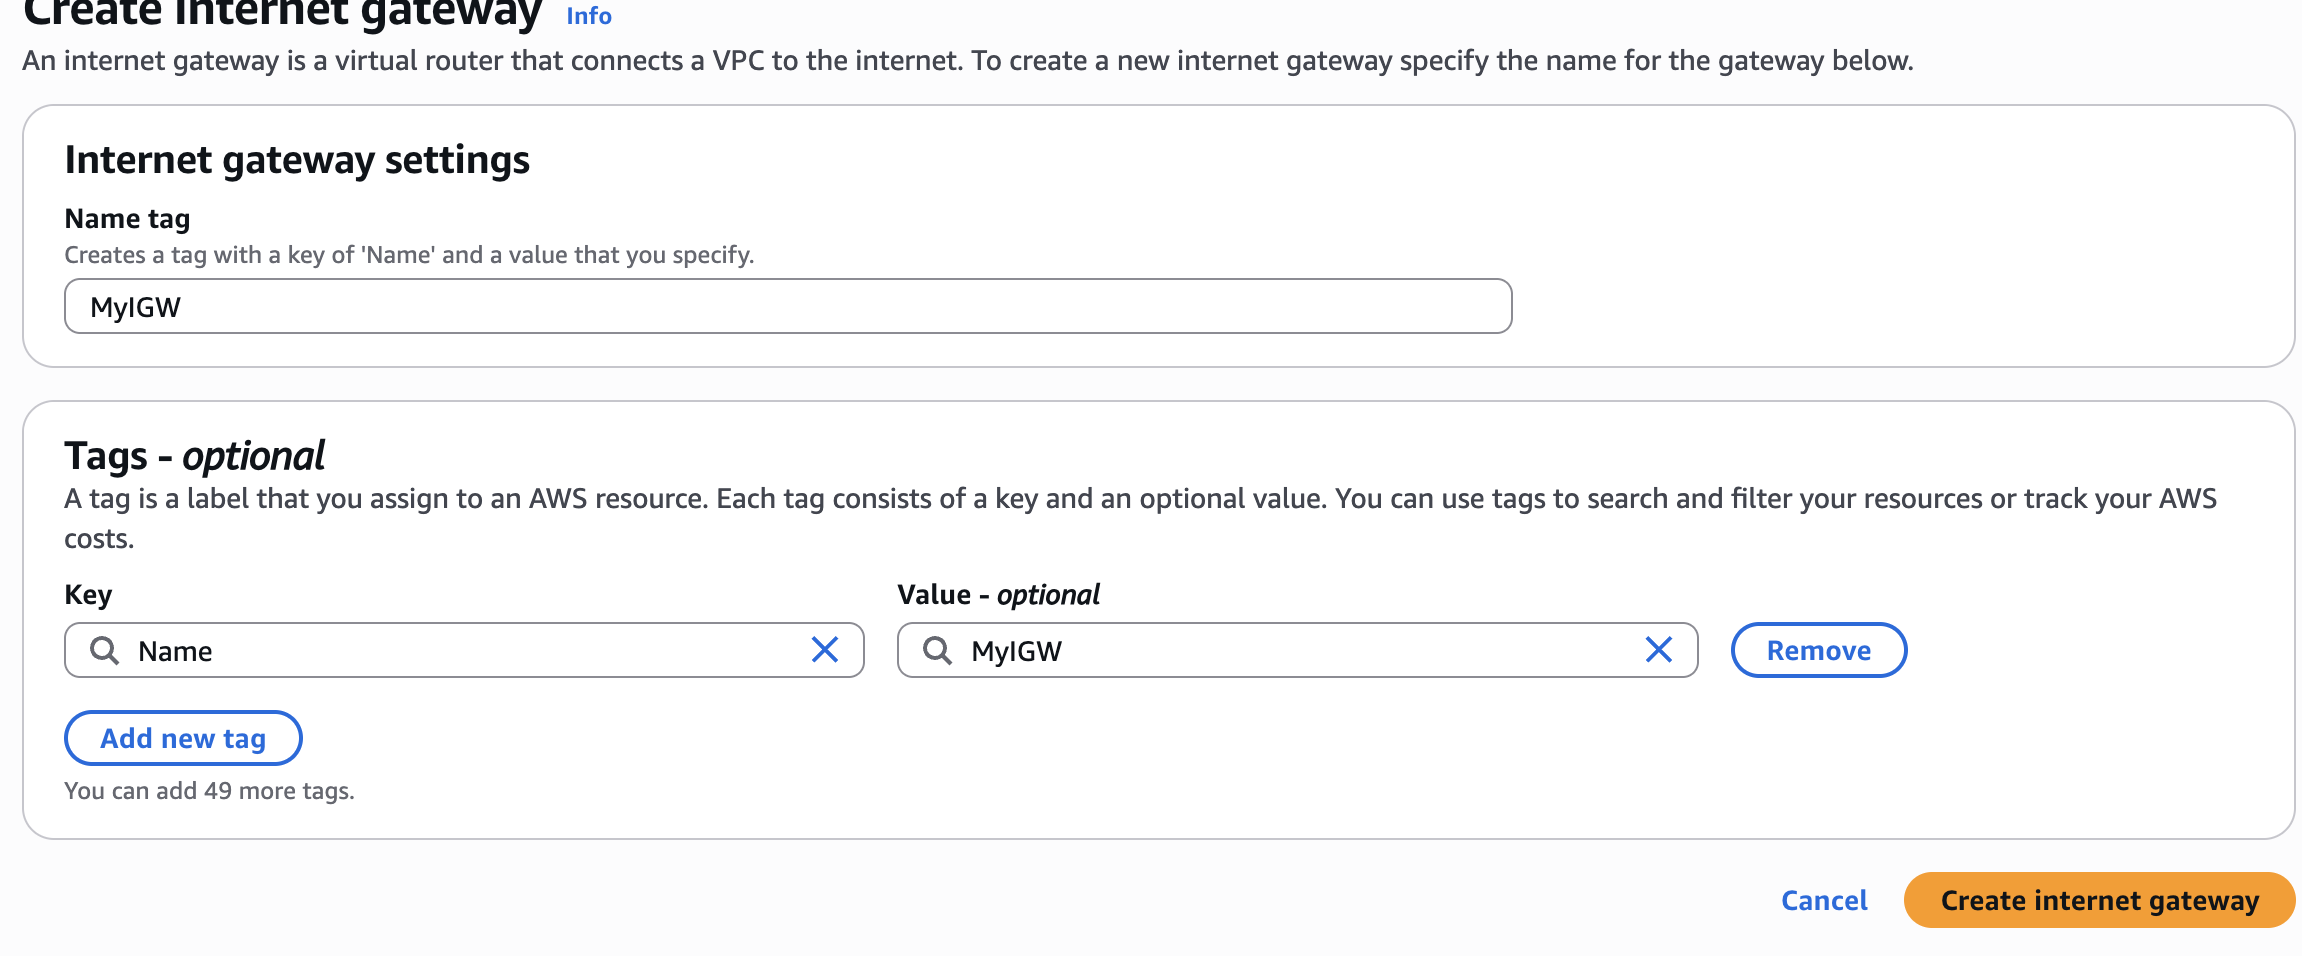 Create internet gateway Info
An internet gateway is a virtual router that connects a VPC to the internet. To create a new internet gateway specify the name for the gateway below.
Internet gateway settings
Name tag
Creates a tag with a key of 'Name' and a value that you specify.
MyIGW
Tags - optional
A tag is a label that you assign to an AWS resource. Each tag consists of a key and an optional value. You can use tags to search and filter your resources or track your AWS
costs.
Key
Value - optional
Name
MyIGW
Remove
Add new tag
You can add 49 more tags.
Cancel
Create internet gateway